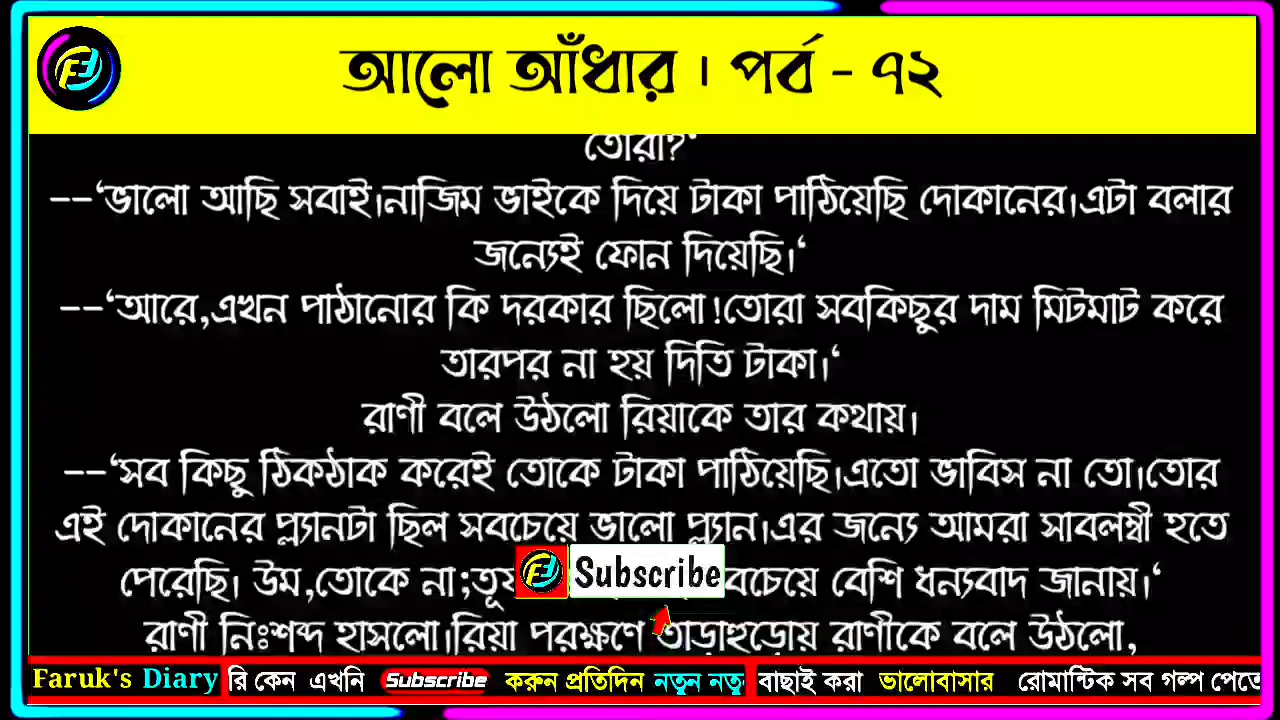 আলো আঁধার । পর্ব - ৭২
তোরা?‘
--‘ভালো আছি সবাই।নাজিম ভাইকে দিয়ে টাকা পাঠিয়েছি দোকানের।এটা বলার
জন্যেই ফোন দিয়েছি।‘
--‘আরে,এখন পাঠানোর কি দরকার ছিলো!তোরা সবকিছুর দাম মিটমাট করে
তারপর না হয় দিতি টাকা।‘
রাণী বলে উঠলো রিয়াকে তার কথায়।
--‘সব কিছু ঠিকঠাক করেই তোকে টাকা পাঠিয়েছি।এতো ভাবিস না তো।তোর
এই দোকানের প্ল্যানটা ছিল সবচেয়ে ভালো প্ল্যান।এর জন্যে আমরা সাবলম্বী হতে
পেরেছি। উম,তোকে না; বেশি ধন্যবাদ জানায়।‘
Subscribe
রাণী নিঃশব্দ হাসলো।রিয়া পরক্ষণে তাড়াহুড়োয় রাণীকে বলে উঠলো,
Faruk's Diary রি কেন এখনি Subscribe করুন প্রতিদিন নতুন বাছাই করা ভালোবাসার রোমান্টিক সব গল্প পেতে